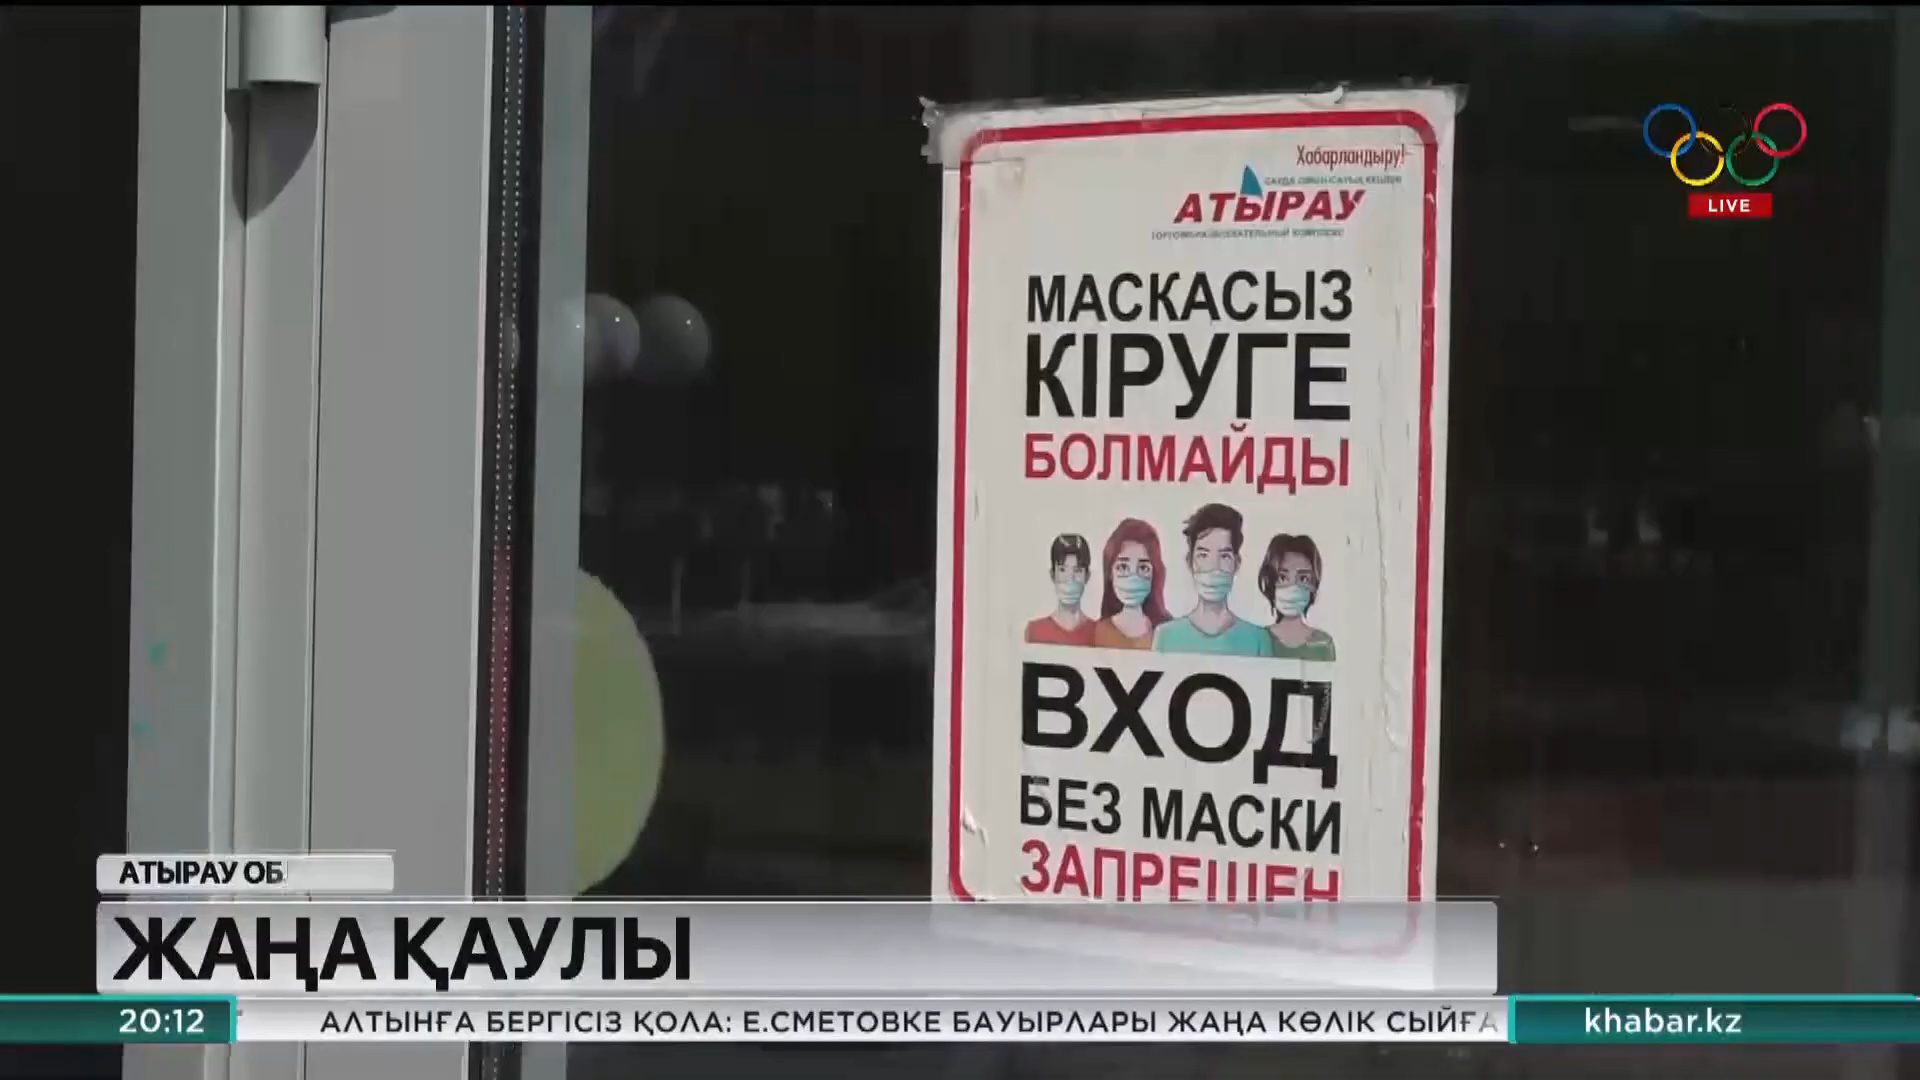 LIVE
Хабарландыру!
АТЫРАУ
МАСКАСЫЗ
КІРУГЕ
БОЛМАЙДЫ
ВХОД
БЕЗ МАСКИ
ЗАПРЕЩЕН
АТЫРАУ ОБ
ЖАҢА ҚАУЛЫ
20:12
АЛТЫНҒА БЕРГІСІЗ ҚОЛА: Е.СМЕТОВКЕ БАУЫРЛАРЫ ЖАҢА КӨЛІК СЫЙҒА
khabar.kz